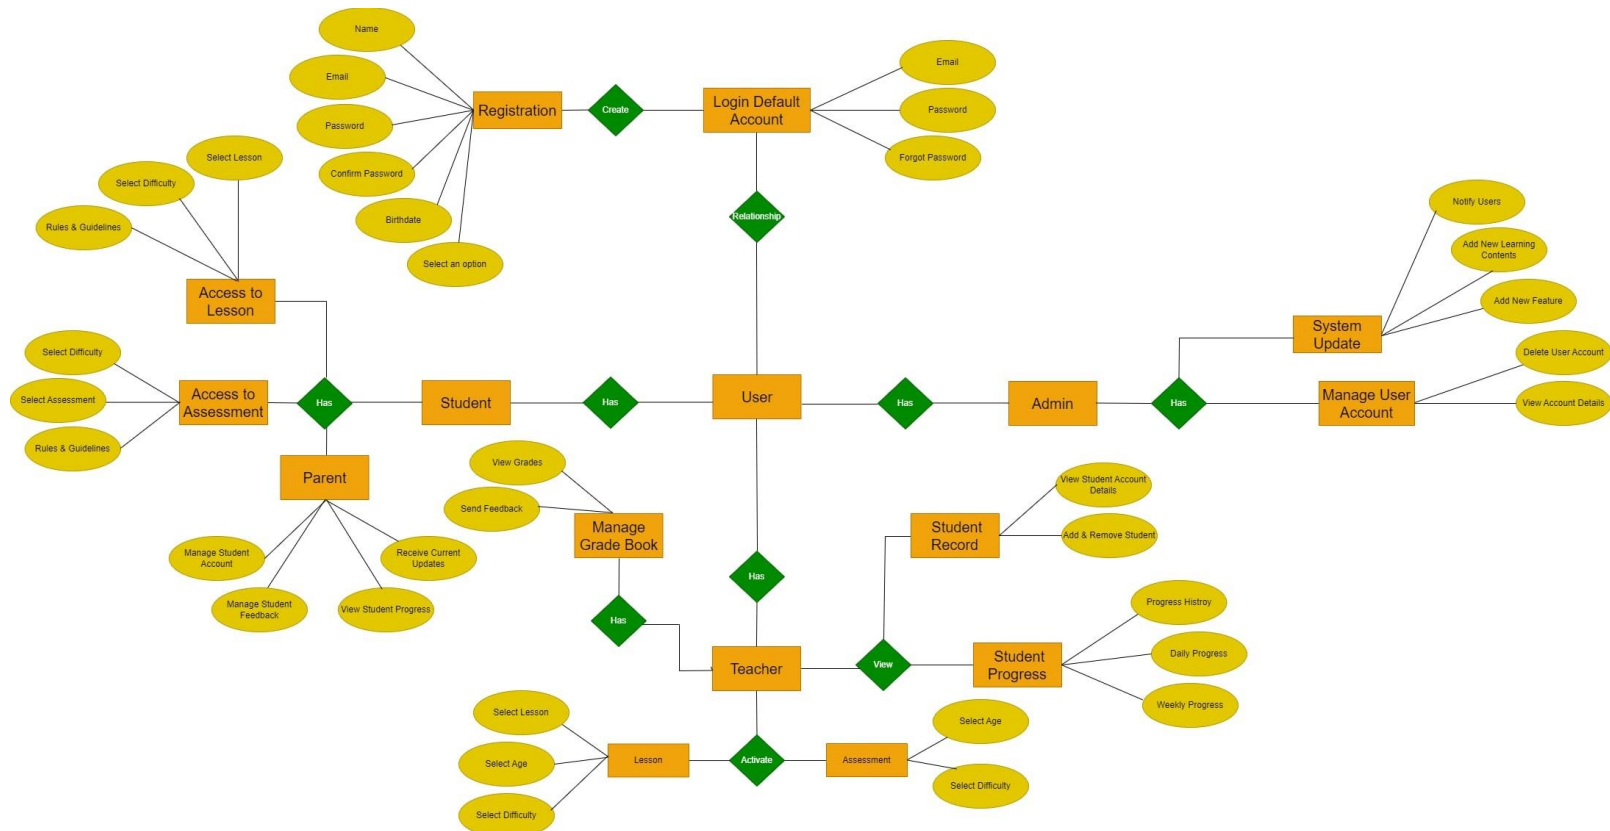 Name
Email
Password
Confirm Password
Birthdate
Select an option
Registration
Create
Login Default
Account
Email
Password
Forgot Password
Relationship
Select Lesson
Select Difficulty
Rules & Guidelines
Access to
Lesson
Select Difficulty
Select Assessment
Rules & Guidelines
Access to
Assessment
Has
Student
Has
User
Has
Admin
Has
Notify Users
Add New Learning
Contents
Add New Feature
System
Update
Delete User Account
View Account Details
Manage User
Account
Parent
Manage Student
Account
Manage Student
Feedback
View Student Progress
Receive Current
Updates
View Grades
Send Feedback
Manage
Grade Book
Has
Has
Student
Record
View Student Account
Details
Add & Remove Student
Teacher
View
Student
Progress
Progress Histroy
Daily Progress
Weekly Progress
Select Lesson
Select Age
Select Difficulty
Lesson
Activate
Assessment
Select Age
Select Difficulty